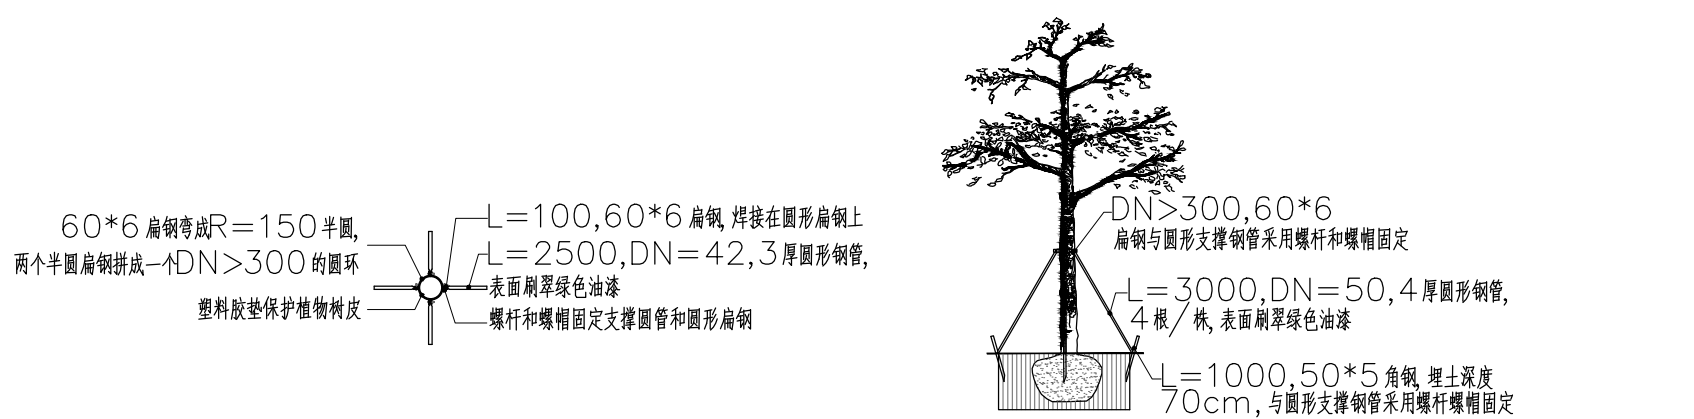 60*6扁钢弯成R=150半圆,
两个半圆扁钢拼成一个DN>300的圆环
塑料胶垫保护植物树皮
L=100,60*6扁钢,焊接在圆形扁钢上
L=2500,DN=42,3厚圆形钢管,
表面刷翠绿色油漆
螺杆和螺帽固定支撑圆管和圆形扁钢
DN>300,60*6
扁钢与圆形支撑钢管采用螺杆和螺帽固定
L=3000,DN=50,4厚圆形钢管,
4根/株,表面刷翠绿色油漆
L=1000,50*5角钢,埋土深度
70cm,与圆形支撑钢管采用螺杆螺帽固定